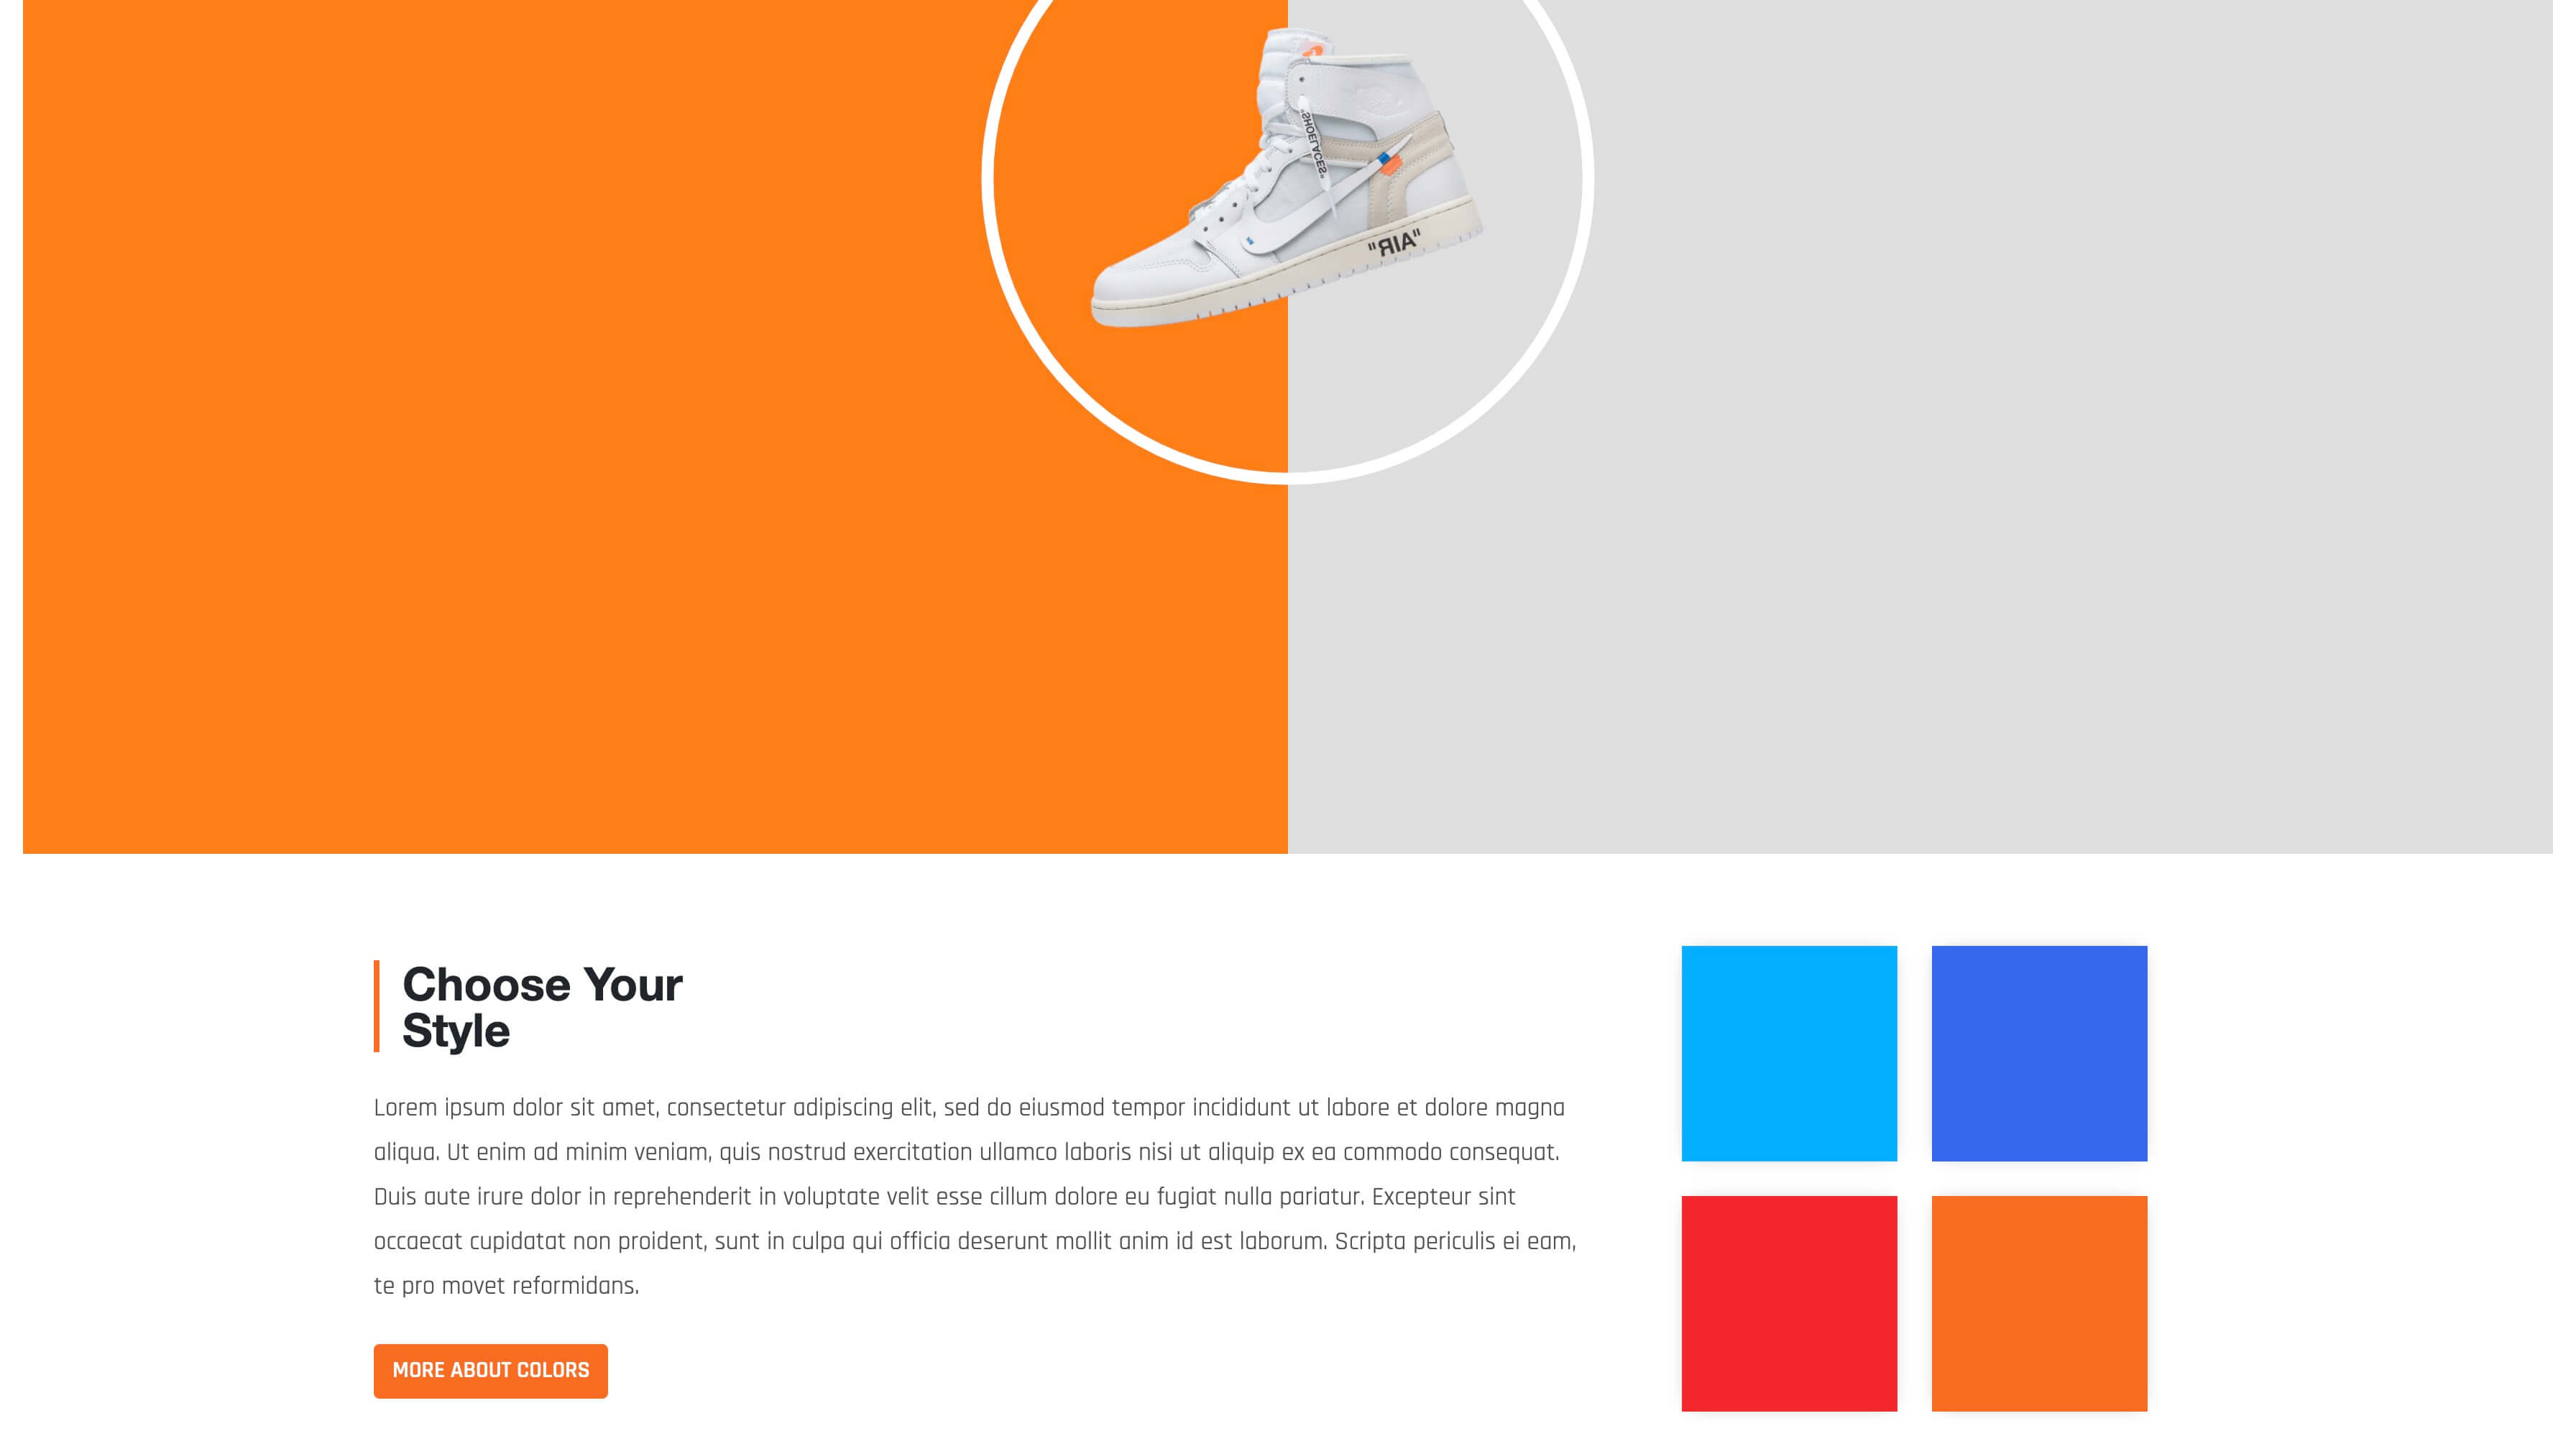 "SHOELACES"
"AIR"
Choose Your
Style
Lorem ipsum dolor sit amet, consectetur adipiscing elit, sed do eiusmod tempor incididunt ut labore et dolore magna
aliqua. Ut enim ad minim veniam, quis nostrud exercitation ullamco laboris nisi ut aliquip ex ea commodo consequat.
Duis aute irure dolor in reprehenderit in voluptate velit esse cillum dolore eu fugiat nulla pariatur. Excepteur sint
occaecat cupidatat non proident, sunt in culpa qui officia deserunt mollit anim id est laborum. Scripta periculis ei eam,
te pro movet reformidans.
MORE ABOUT COLORS